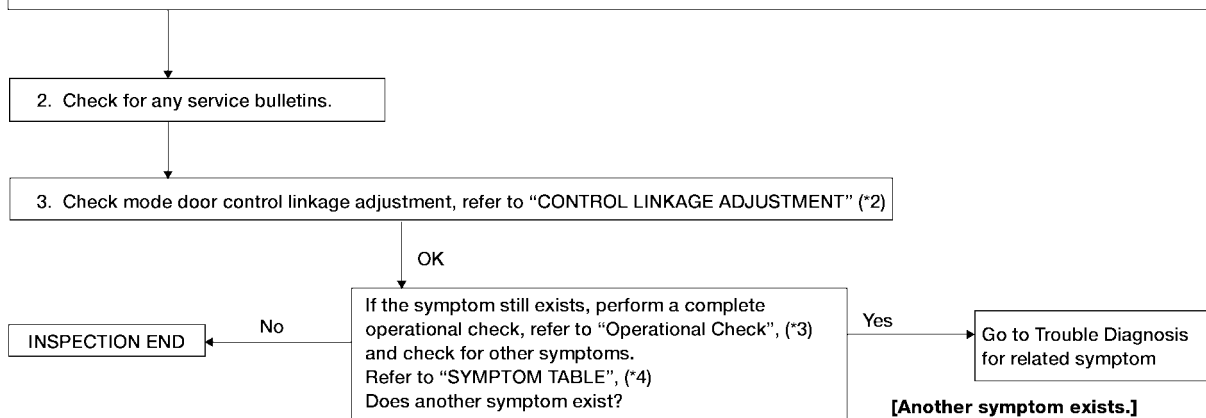 2. Check for any service bulletins.
3. Check mode door control linkage adjustment, refer to “CONTROL LINKAGE ADJUSTMENT” (*2)
OK
If the symptom still exists, perform a complete
operational check, refer to “Operational Check”, (*3)
and check for other symptoms.
Refer to “SYMPTOM TABLE”, (*4)
Does another symptom exist?
No
INSPECTION END
Yes
Go to Trouble Diagnosis
for related symptom
[Another symptom exists.]